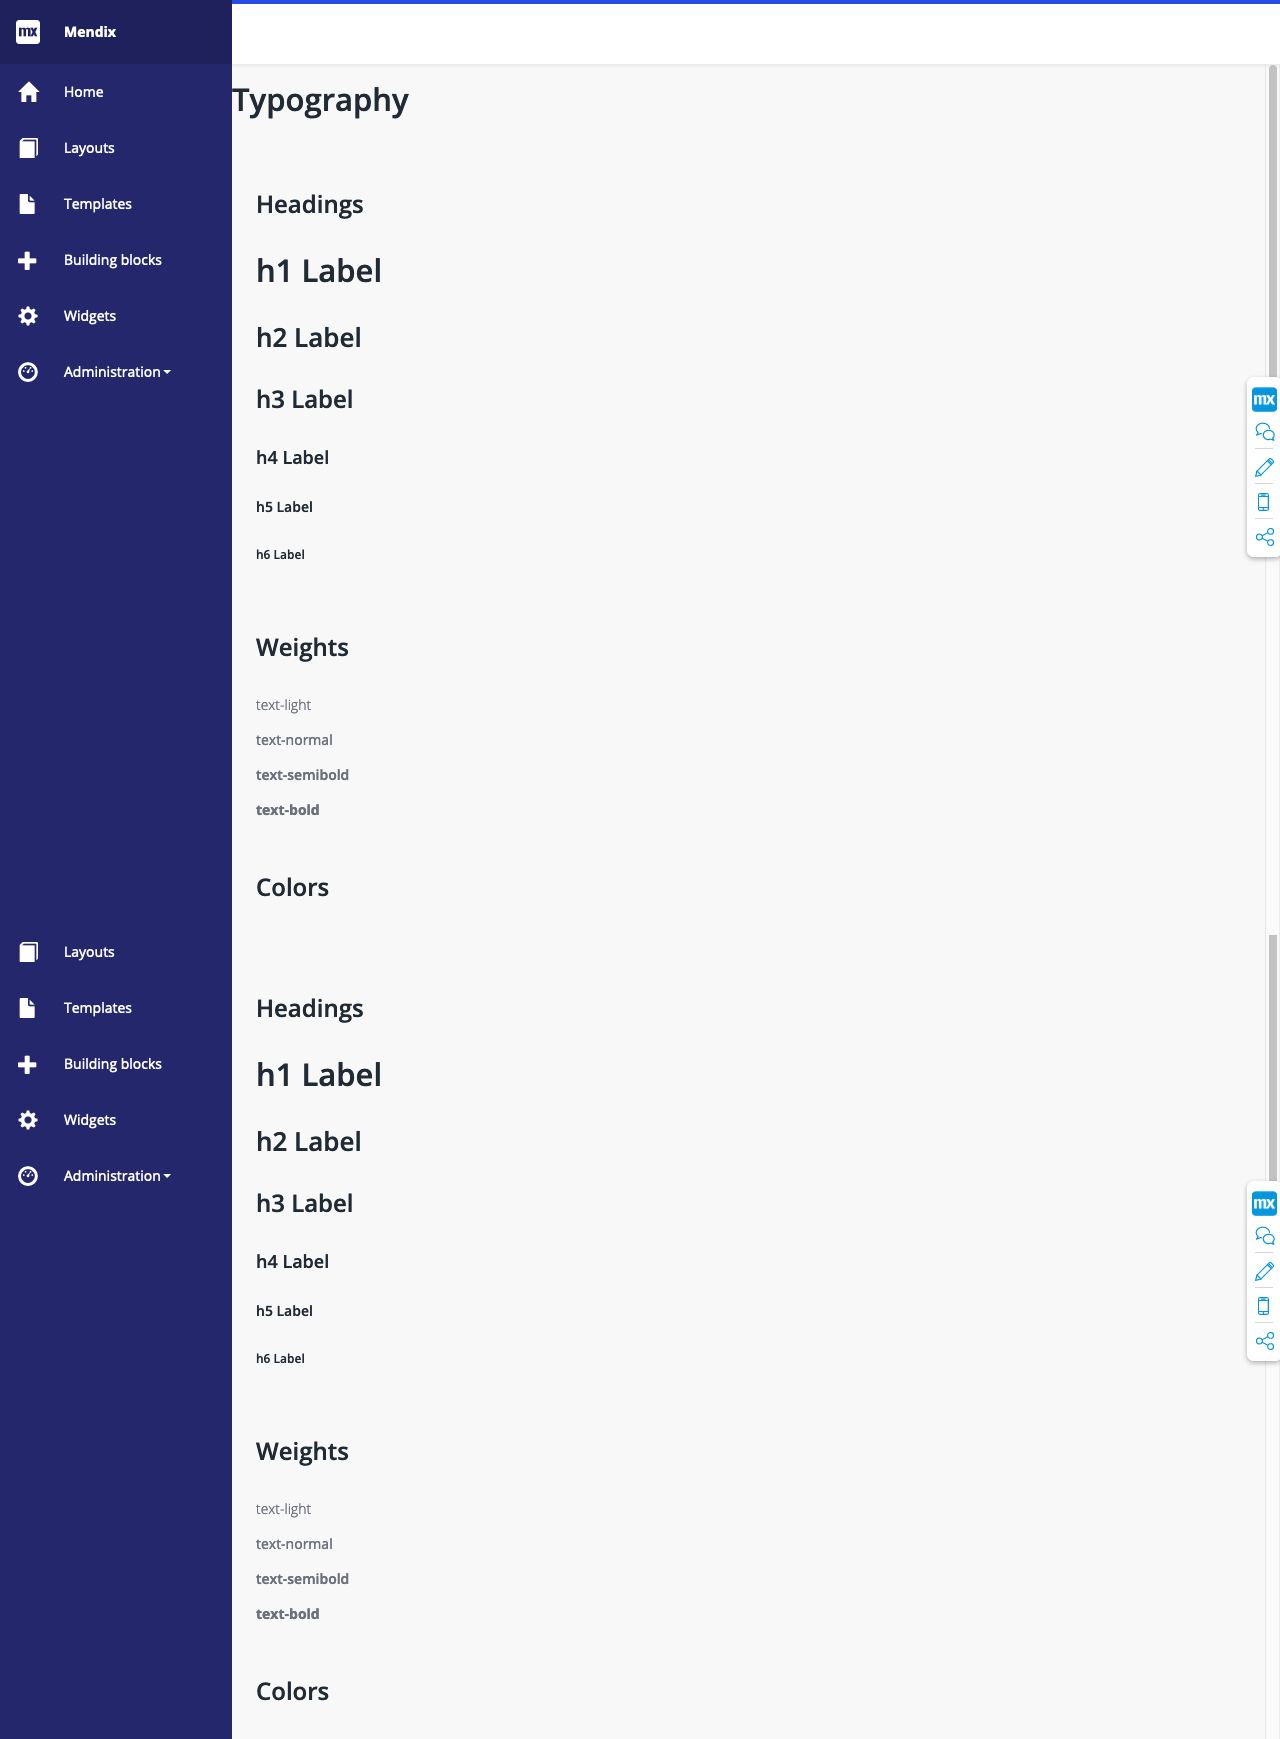 mx Mendix
Home
Layouts
Templates
Building blocks
Widgets
Administration
Typography
Headings
h1 Label
h2 Label
h3 Label
h4 Label
h5 Label
h6 Label
Weights
text-light
text-normal
text-semibold
text-bold
Colors
mx
Layouts
Templates
Building blocks
Widgets
Administration
Headings
h1 Label
h2 Label
h3 Label
h4 Label
h5 Label
h6 Label
Weights
text-light
text-normal
text-semibold
text-bold
Colors
mx